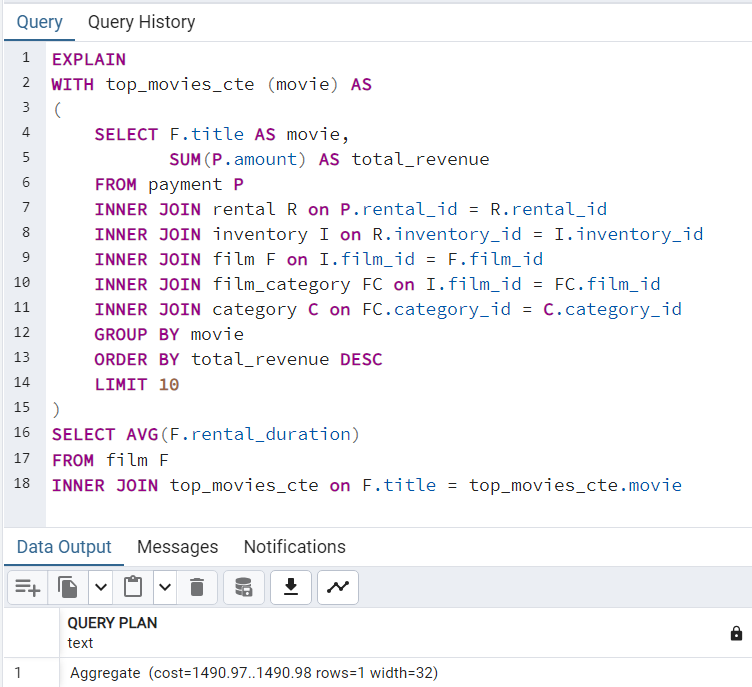 Query Query History
1 EXPLAIN
2 WITH top_movies_cte (movie) AS
3 (
4 SELECT F.title AS movie,
5 SUM(P.amount) AS total_revenue
6 FROM payment P
7 INNER JOIN rental R on P.rental_id = R.rental_id
8 INNER JOIN inventory I on R.inventory_id = I.inventory_id
9 INNER JOIN film F on I.film_id = F.film_id
10 INNER JOIN film_category FC on I.film_id = FC.film_id
11 INNER JOIN category C on FC.category_id = C.category_id
12 GROUP BY movie
13 ORDER BY total_revenue DESC
14 LIMIT 10
15 )
16 SELECT AVG(F.rental_duration)
17 FROM film F
18 INNER JOIN top_movies_cte on F.title = top_movies_cte.movie
Data Output Messages Notifications
QUERY PLAN
text
1 Aggregate (cost=1490.97..1490.98 rows=1 width=32)